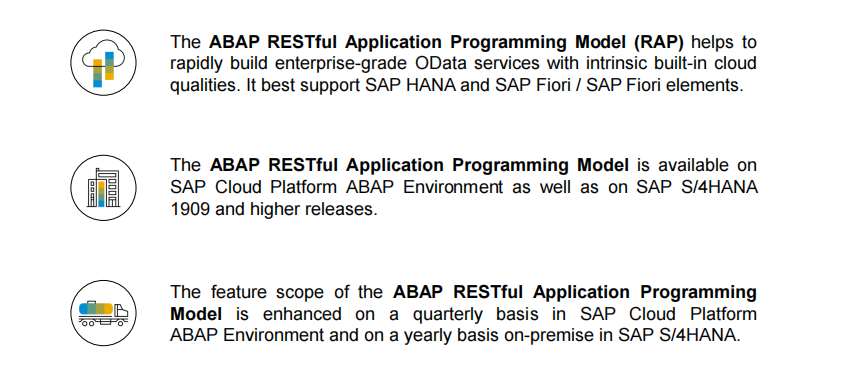 The ABAP RESTful Application Programming Model (RAP) helps to
rapidly build enterprise-grade OData services with intrinsic built-in cloud
qualities. It best support SAP HANA and SAP Fiori / SAP Fiori elements.
The ABAP RESTful Application Programming Model is available on
SAP Cloud Platform ABAP Environment as well as on SAP S/4HANA
1909 and higher releases.
The feature scope of the ABAP RESTful Application Programming
Model is enhanced on a quarterly basis in SAP Cloud Platform
ABAP Environment and on a yearly basis on-premise in SAP S/4HANA.